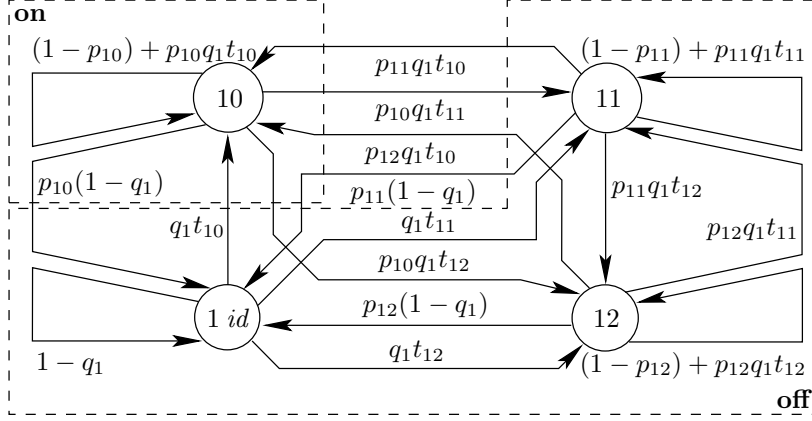 on
(1 − p₁₀) + p₁₀q₁t₁₀
(1 − p₁₁) + p₁₁q₁t₁₁
p₁₁q₁t₁₀
10
11
p₁₀q₁t₁₁
p₁₂q₁t₁₀
p₁₀(1 − q₁)
p₁₁(1 − q₁)
p₁₁q₁t₁₂
q₁t₁₀
q₁t₁₁
p₁₂q₁t₁₁
p₁₀q₁t₁₂
p₁₂(1 − q₁)
1 id
12
q₁t₁₂
1 − q₁
(1 − p₁₂) + p₁₂q₁t₁₂
off